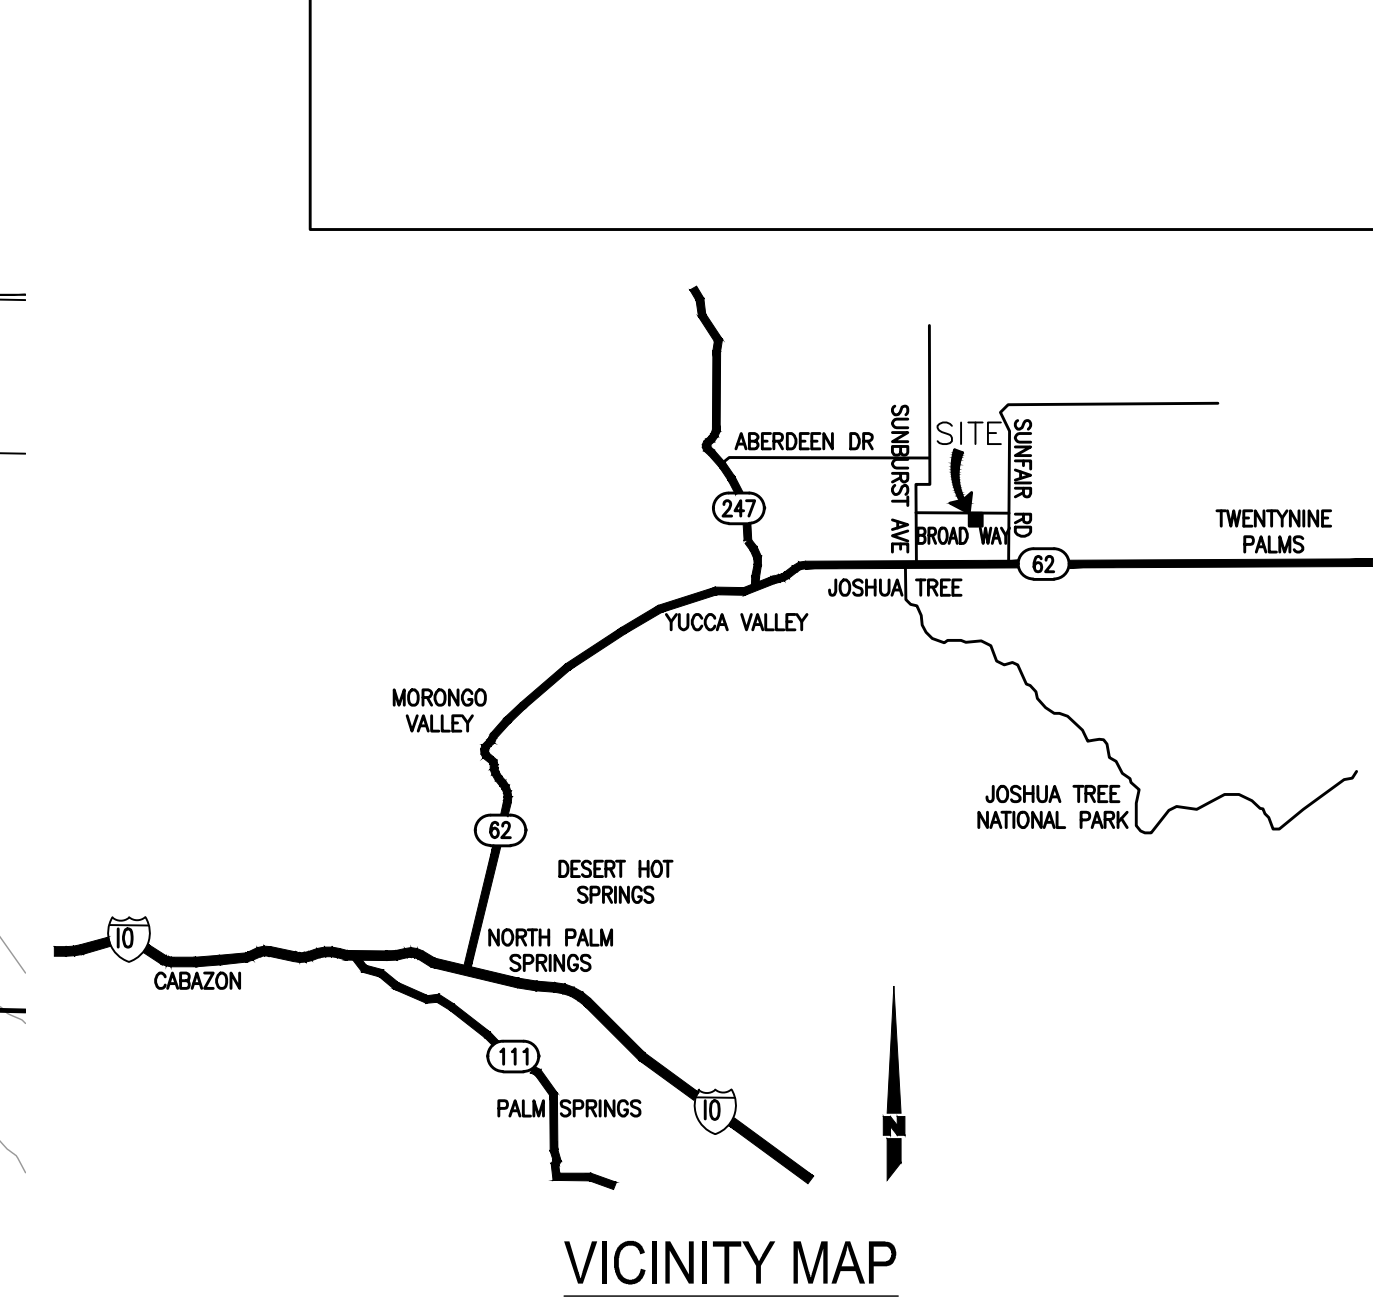 SUNBURST AVE
SITE
SUNFAIR RD
ABERDEEN DR
247
BROAD WAY
TWENTYNINE
PALMS
62
JOSHUA TREE
YUCCA VALLEY
MORONGO
VALLEY
JOSHUA TREE
NATIONAL PARK
62
DESERT HOT
SPRINGS
10
NORTH PALM
SPRINGS
CABAZON
111
PALM SPRINGS
10
N
VICINITY MAP